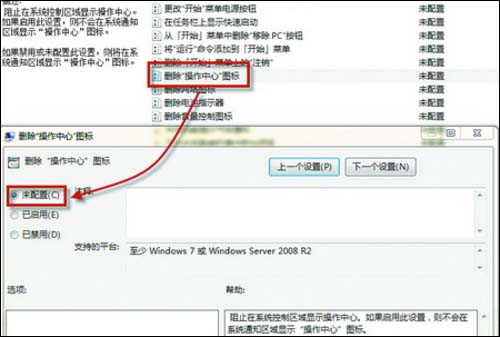 阻止在系统控制区域显示操作中心。
如果启用此设置，则不会在系统通知区域显示“操作中心”图标。
如果禁用或未配置此设置，则将在系统通知区域显示“操作中心”图标。
更改“开始”菜单电源按钮 未配置
在任务栏上显示快速启动 未配置
从「开始」菜单中删除“移除 PC”按钮 未配置
将“运行”命令添加到「开始」菜单 未配置
删除「开始」菜单上的“注销” 未配置
删除“操作中心”图标 未配置
删除网络图标 未配置
删除电池指示器 未配置
删除音量控制图标 未配置
删除“操作中心”图标
删除“操作中心”图标
上一个设置(P) 下一个设置(N)
未配置(C) 注释:
已启用(E)
已禁用(D)
支持的平台: 至少 Windows 7 或 Windows Server 2008 R2
选项: 帮助:
阻止在系统控制区域显示操作中心。如果启用此设置，则不会在系统通知区域显示“操作中心”图标。